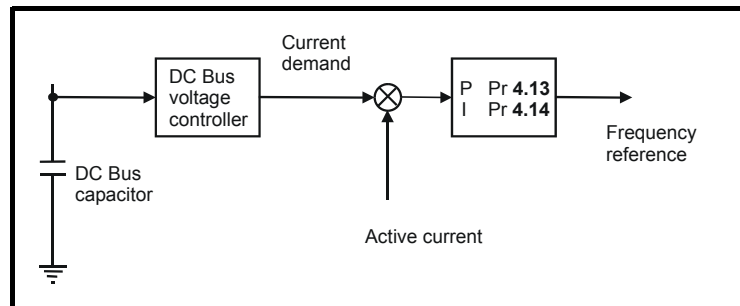 Current
demand
DC Bus
voltage
controller
P Pr 4.13
I Pr 4.14
Frequency
reference
DC Bus
capacitor
Active current